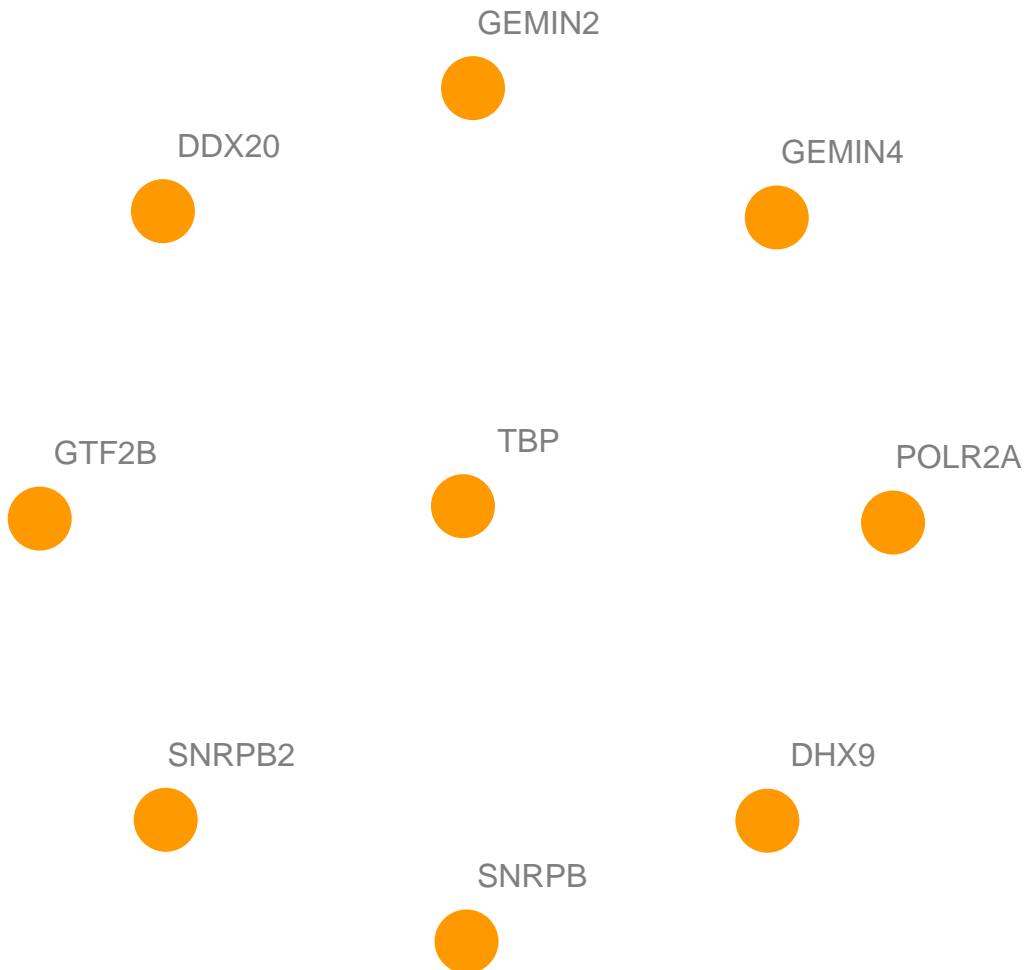 GEMIN2
DDX20
GEMIN4
TBP
GTF2B
POLR2A
SNRPB2
DHX9
SNRPB